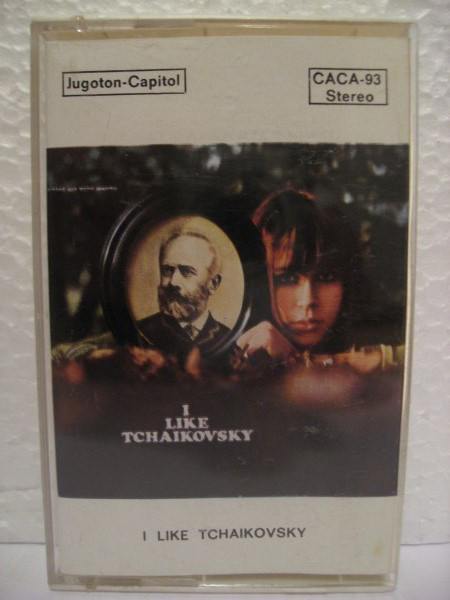 Jugoton-Capitol
CACA-93
Stereo
I
LIKE
TCHAIKOVSKY
I LIKE TCHAIKOVSKY